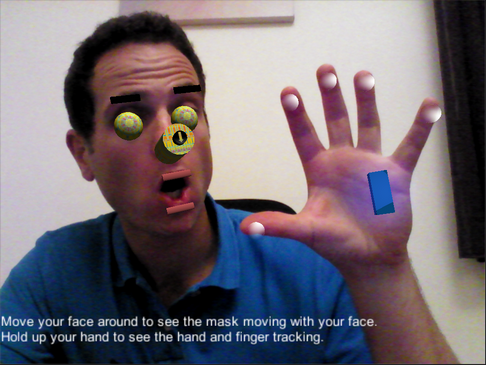 Move your face around to see the mask moving with your face.
Hold up your hand to see the hand and finger tracking.